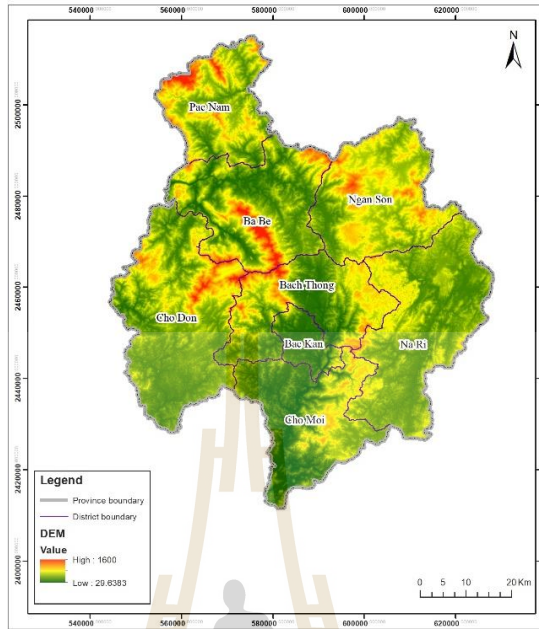 540000 560000 580000 600000 620000
N
2500000
2480000
2460000
2440000
2420000
2400000
Pac Nam
Ngan Son
Ba Be
Bach Thong
Cho Don
Bac Kan
Na Ri
Cho Moi
Legend
Province boundary
District boundary
DEM
Value
High : 1600
Low : 29.6383
0 5 10 20 Km
540000 560000 580000 600000 620000